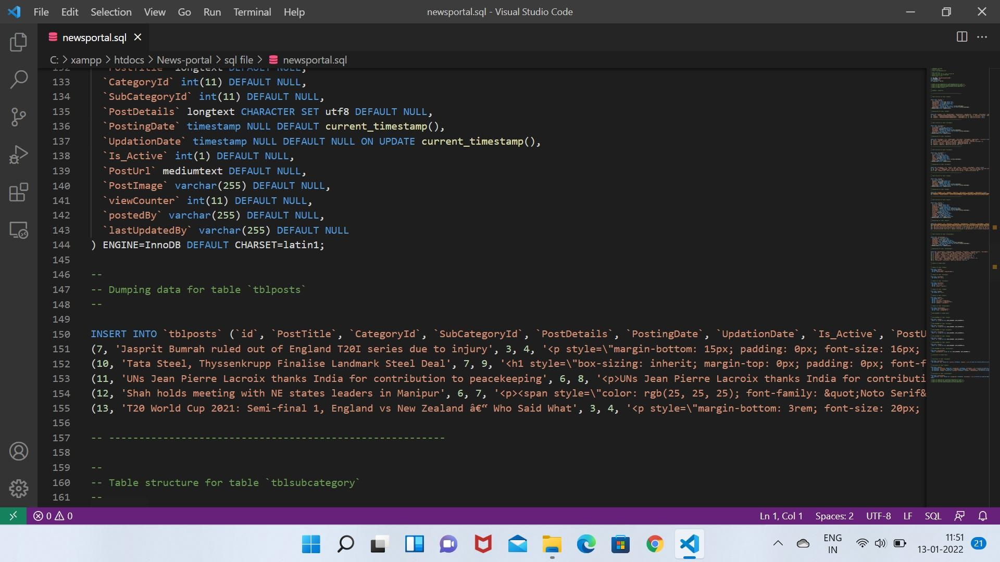 File Edit Selection View Go Run Terminal Help
newsportal.sql - Visual Studio Code
newsportal.sql
C: > xampp > htdocs > News-portal > sql file > newsportal.sql
132 `PostTitle` longtext DEFAULT NULL,
133 `CategoryId` int(11) DEFAULT NULL,
134 `SubCategoryId` int(11) DEFAULT NULL,
135 `PostDetails` longtext CHARACTER SET utf8 DEFAULT NULL,
136 `PostingDate` timestamp NULL DEFAULT current_timestamp(),
137 `UpdationDate` timestamp NULL DEFAULT NULL ON UPDATE current_timestamp(),
138 `Is_Active` int(1) DEFAULT NULL,
139 `PostUrl` mediumtext DEFAULT NULL,
140 `PostImage` varchar(255) DEFAULT NULL,
141 `viewCounter` int(11) DEFAULT NULL,
142 `postedBy` varchar(255) DEFAULT NULL,
143 `lastUpdatedBy` varchar(255) DEFAULT NULL
144 ) ENGINE=InnoDB DEFAULT CHARSET=latin1;
145
146 --
147 -- Dumping data for table `tblposts`
148 --
149
150 INSERT INTO `tblposts` (`id`, `PostTitle`, `CategoryId`, `SubCategoryId`, `PostDetails`, `PostingDate`, `UpdationDate`, `Is_Active`, `PostU
151 (7, 'Jasprit Bumrah ruled out of England T20I series due to injury', 3, 4, '<p style=\"margin-bottom: 15px; padding: 0px; font-size: 16px;
152 (10, 'Tata Steel, Thyssenkrupp Finalise Landmark Steel Deal', 7, 9, '<h1 style=\"box-sizing: inherit; margin-top: 0px; padding: 0px; font-f
153 (11, 'UNs Jean Pierre Lacroix thanks India for contribution to peacekeeping', 6, 8, '<p>UNs Jean Pierre Lacroix thanks India for contributi
154 (12, 'Shah holds meeting with NE states leaders in Manipur', 6, 7, '<p><span style=\"color: rgb(25, 25, 25); font-family: &quot;Noto Serif&
155 (13, 'T20 World Cup 2021: Semi-final 1, England vs New Zealand â€“ Who Said What', 3, 4, '<p style=\"margin-bottom: 3rem; font-size: 20px;
156
157 -- --------------------------------------------------------
158
159 --
160 -- Table structure for table `tblsubcategory`
161 --
0 0
Ln 1, Col 1 Spaces: 2 UTF-8 LF SQL
ENG
IN
11:51
13-01-2022
21